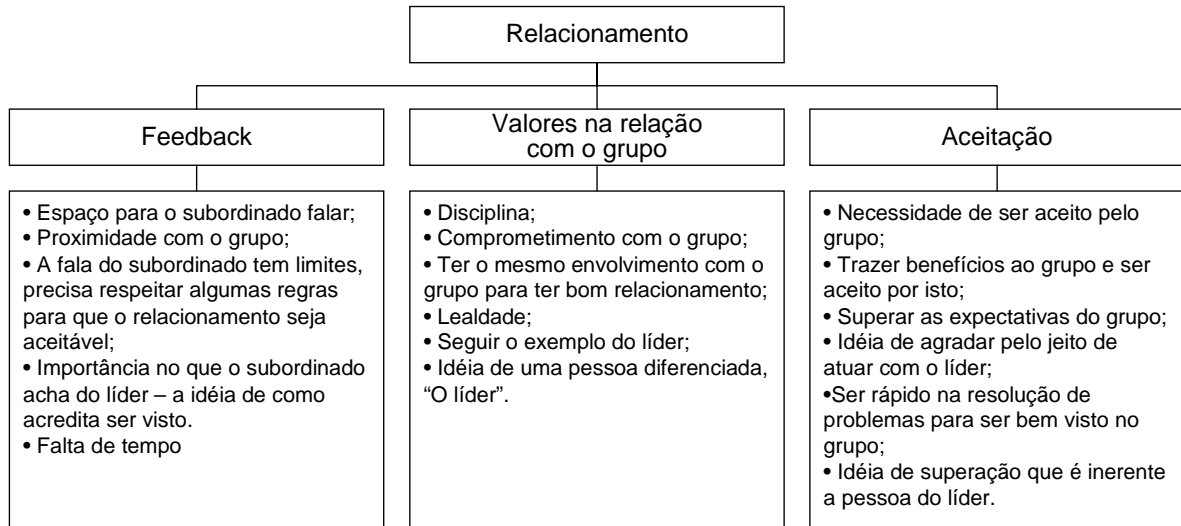 Relacionamento
Feedback
Valores na relação
com o grupo
Aceitação
• Espaço para o subordinado falar;
• Proximidade com o grupo;
• A fala do subordinado tem limites,
precisa respeitar algumas regras
para que o relacionamento seja
aceitável;
• Importância no que o subordinado
acha do líder – a idéia de como
acredita ser visto.
• Falta de tempo
• Disciplina;
• Comprometimento com o grupo;
• Ter o mesmo envolvimento com o
grupo para ter bom relacionamento;
• Lealdade;
• Seguir o exemplo do líder;
• Idéia de uma pessoa diferenciada,
“O líder”.
• Necessidade de ser aceito pelo
grupo;
• Trazer benefícios ao grupo e ser
aceito por isto;
• Superar as expectativas do grupo;
• Idéia de agradar pelo jeito de
atuar com o líder;
•Ser rápido na resolução de
problemas para ser bem visto no
grupo;
• Idéia de superação que é inerente
a pessoa do líder.